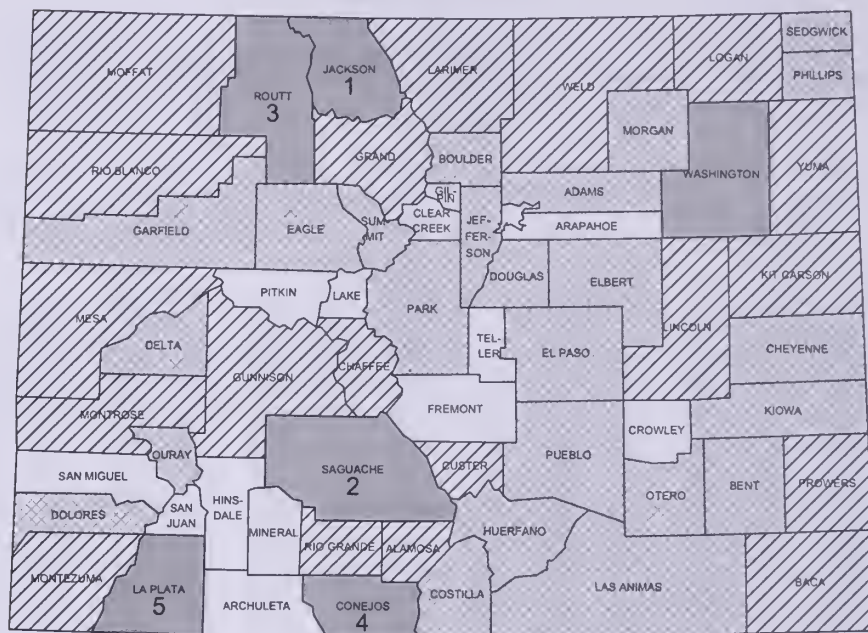 SEDGWICK
PHILLIPS
LOGAN
MOFFAT
JACKSON
1
LARIMER
ROUTT
3
WELD
MORGAN
WASHINGTON
YUMA
RIO BLANCO
GRAND
BOULDER
GIL-
PIN
CLEAR
CREEK
ADAMS
ARAPAHOE
GARFIELD
EAGLE
SUM-
MIT
JEF-
FER-
SON
DOUGLAS
ELBERT
KIT CARSON
MESA
PITKIN
LAKE
PARK
LINCOLN
DELTA
TEL-
LER
EL PASO
CHEYENNE
GUNNISON
CHAFFEE
MONTROSE
FREMONT
CROWLEY
KIOWA
OURAY
SAN MIGUEL
SAGUACHE
2
CUSTER
PUEBLO
OTERO
BENT
PROWERS
DOLORES
SAN
JUAN
HINS-
DALE
MINERAL
RIO GRANDE
ALAMOSA
HUERFANO
MONTEZUMA
LA PLATA
5
ARCHULETA
CONEJOS
4
COSTILLA
LAS ANIMAS
BACA